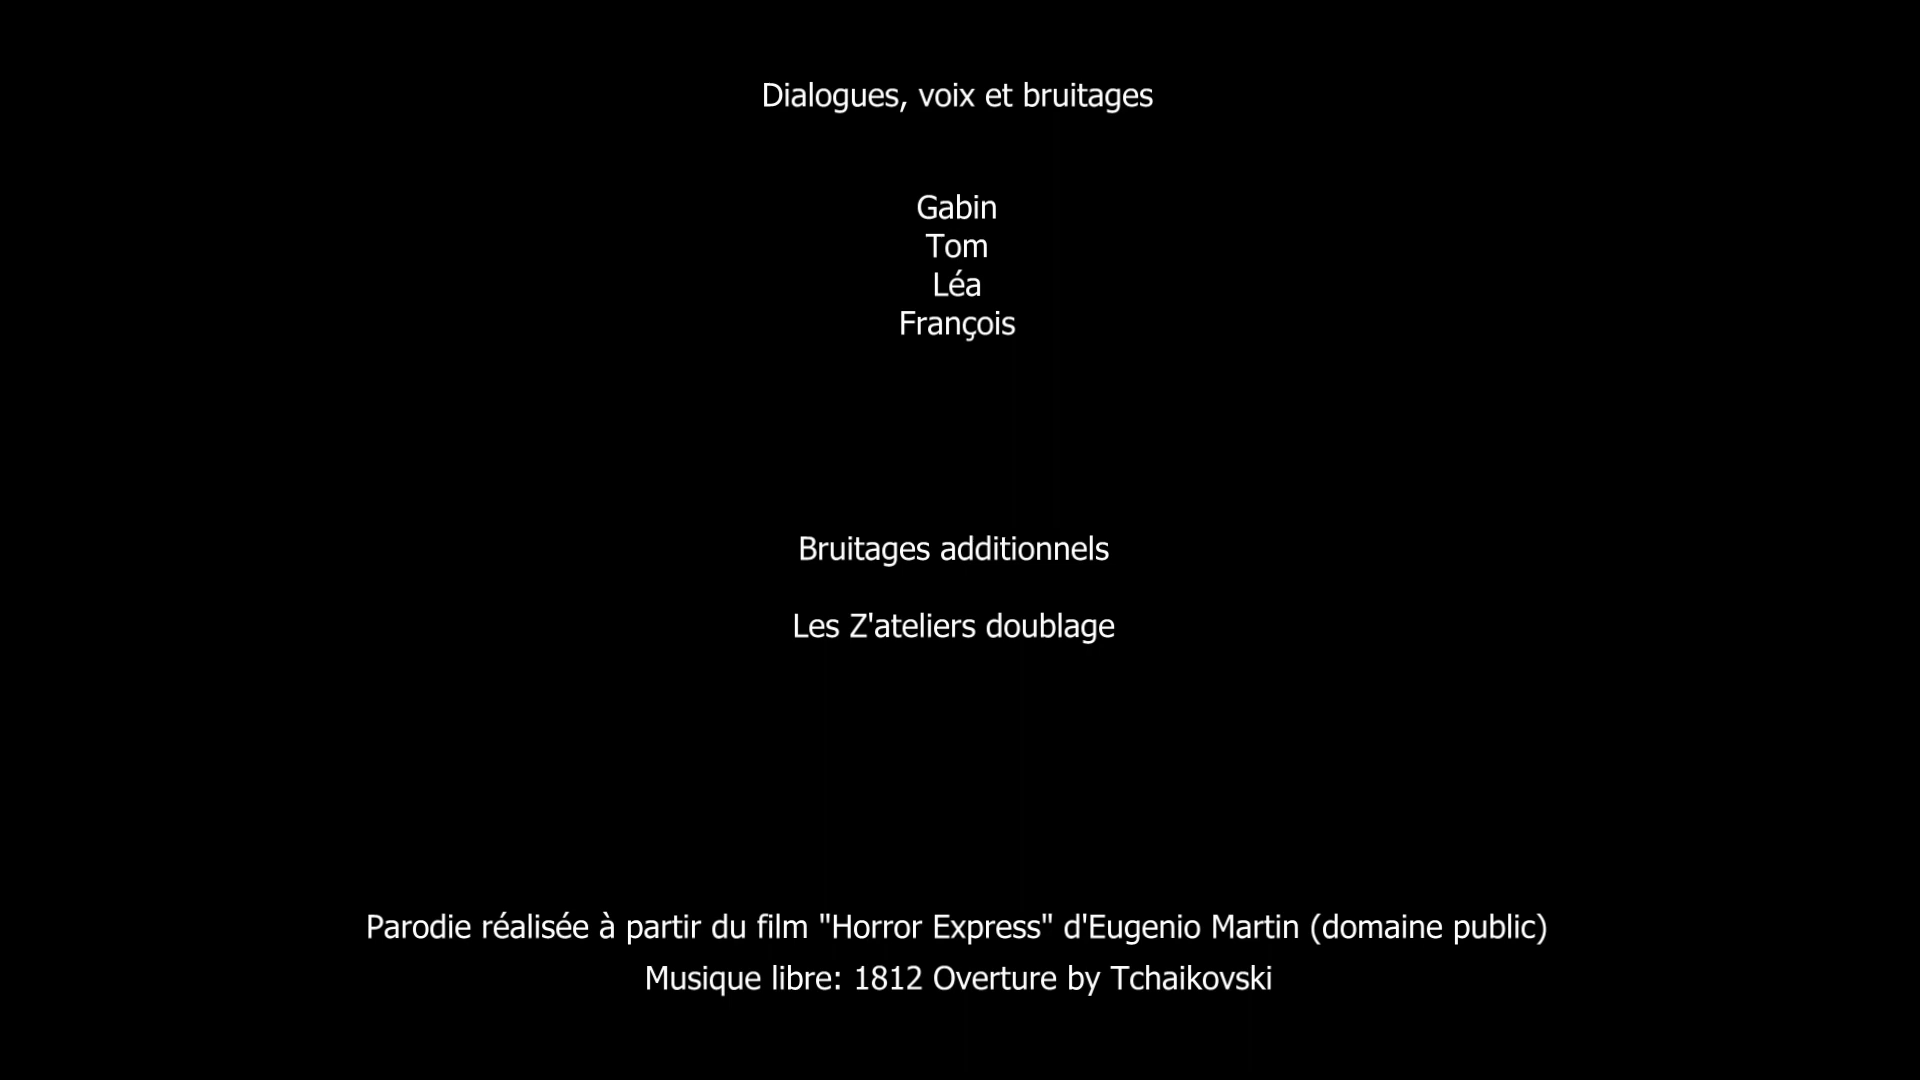 Dialogues, voix et bruitages
Gabin
Tom
Léa
François
Bruitages additionnels
Les Z'ateliers doublage
Parodie réalisée à partir du film "Horror Express" d'Eugenio Martin (domaine public)
Musique libre: 1812 Overture by Tchaikovski